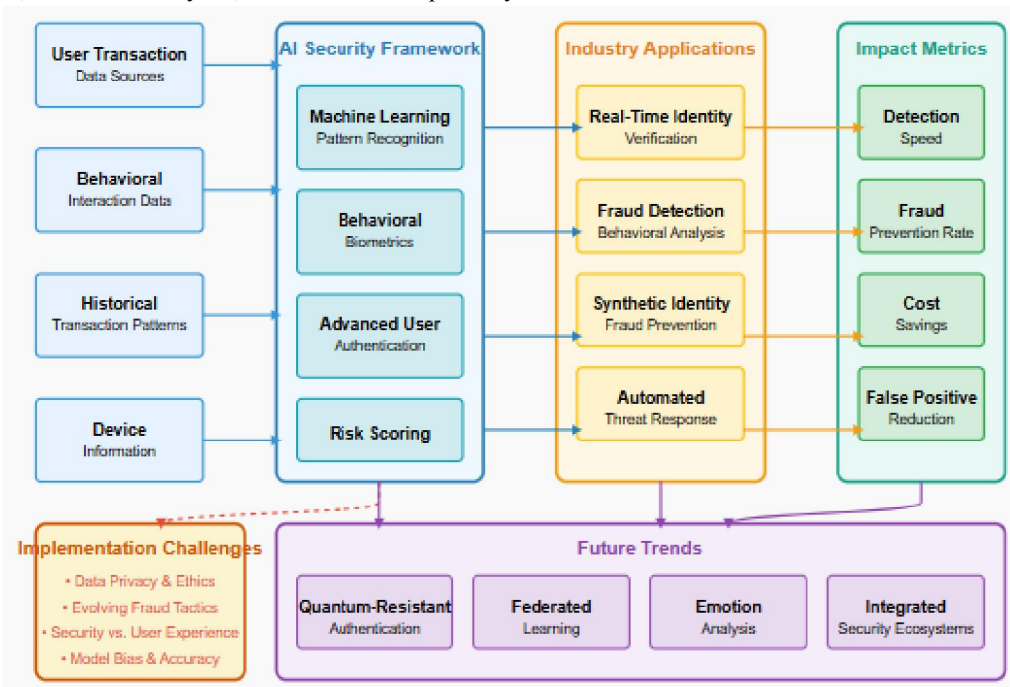 User Transaction
Data Sources
Behavioral
Interaction Data
Historical
Transaction Patterns
Device
Information
AI Security Framework
Machine Learning
Pattern Recognition
Behavioral
Biometrics
Advanced User
Authentication
Risk Scoring
Industry Applications
Real-Time Identity
Verification
Fraud Detection
Behavioral Analysis
Synthetic Identity
Fraud Prevention
Automated
Threat Response
Impact Metrics
Detection
Speed
Fraud
Prevention Rate
Cost
Savings
False Positive
Reduction
Implementation Challenges
• Data Privacy & Ethics
• Evolving Fraud Tactics
• Security vs. User Experience
• Model Bias & Accuracy
Future Trends
Quantum-Resistant
Authentication
Federated
Learning
Emotion
Analysis
Integrated
Security Ecosystems